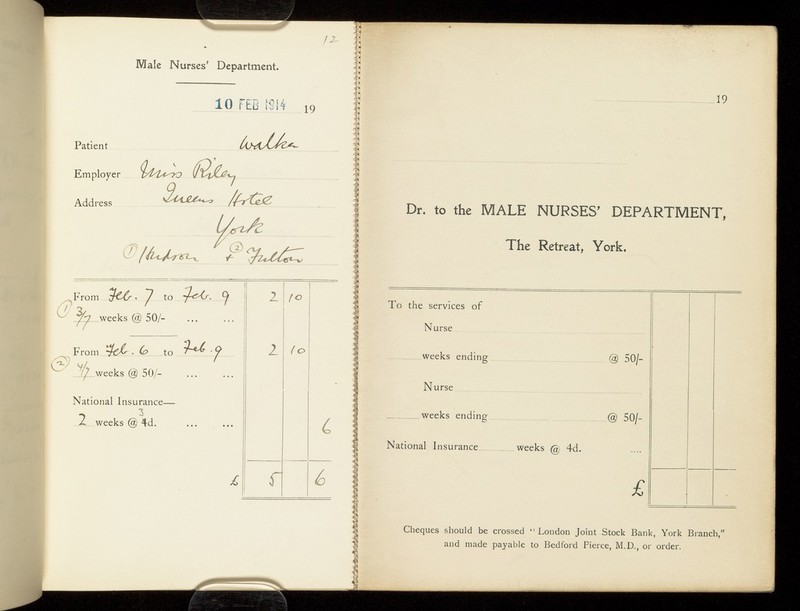 12
Male Nurses' Department.
10 FEB 1914 19
Patient Walker
Employer Miss Riley
Address Queens Hotel
York
① Hudson & ② Fulton
① From Feb. 7 to Feb. 9 2 10
3/7 weeks @ 50/- ... ...
② From Feb. 6 to Feb. 9 2 10
4/7 weeks @ 50/- ... ...
National Insurance—
3
2 weeks @ 4d. ... ... 6
£ 5 6
19
Dr. to the MALE NURSES' DEPARTMENT,
The Retreat, York.
To the services of
Nurse
weeks ending @ 50/-
Nurse
weeks ending @ 50/-
National Insurance weeks @ 4d. ....
£
Cheques should be crossed "London Joint Stock Bank, York Branch,"
and made payable to Bedford Pierce, M.D., or order.